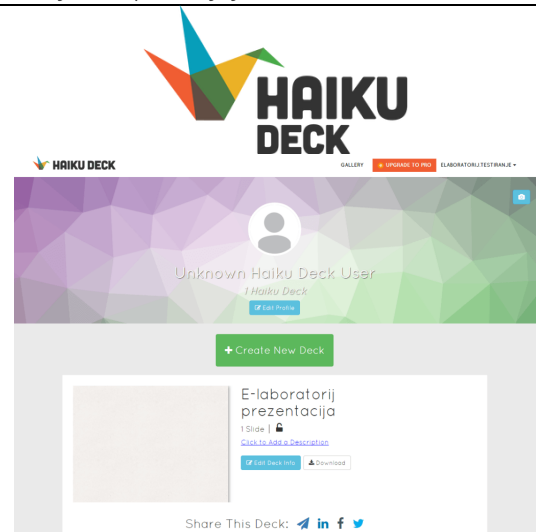 HAIKU
DECK
HAIKU DECK
GALLERY
UPGRADE TO PRO
ELABORATORIJ.TESTIRANJE
Unknown Haiku Deck User
1 Haiku Deck
Edit Profile
+ Create New Deck
E-laboratorij
prezentacija
1 Slide |
Click to Add a Description
Edit Deck Info
Download
Share This Deck: